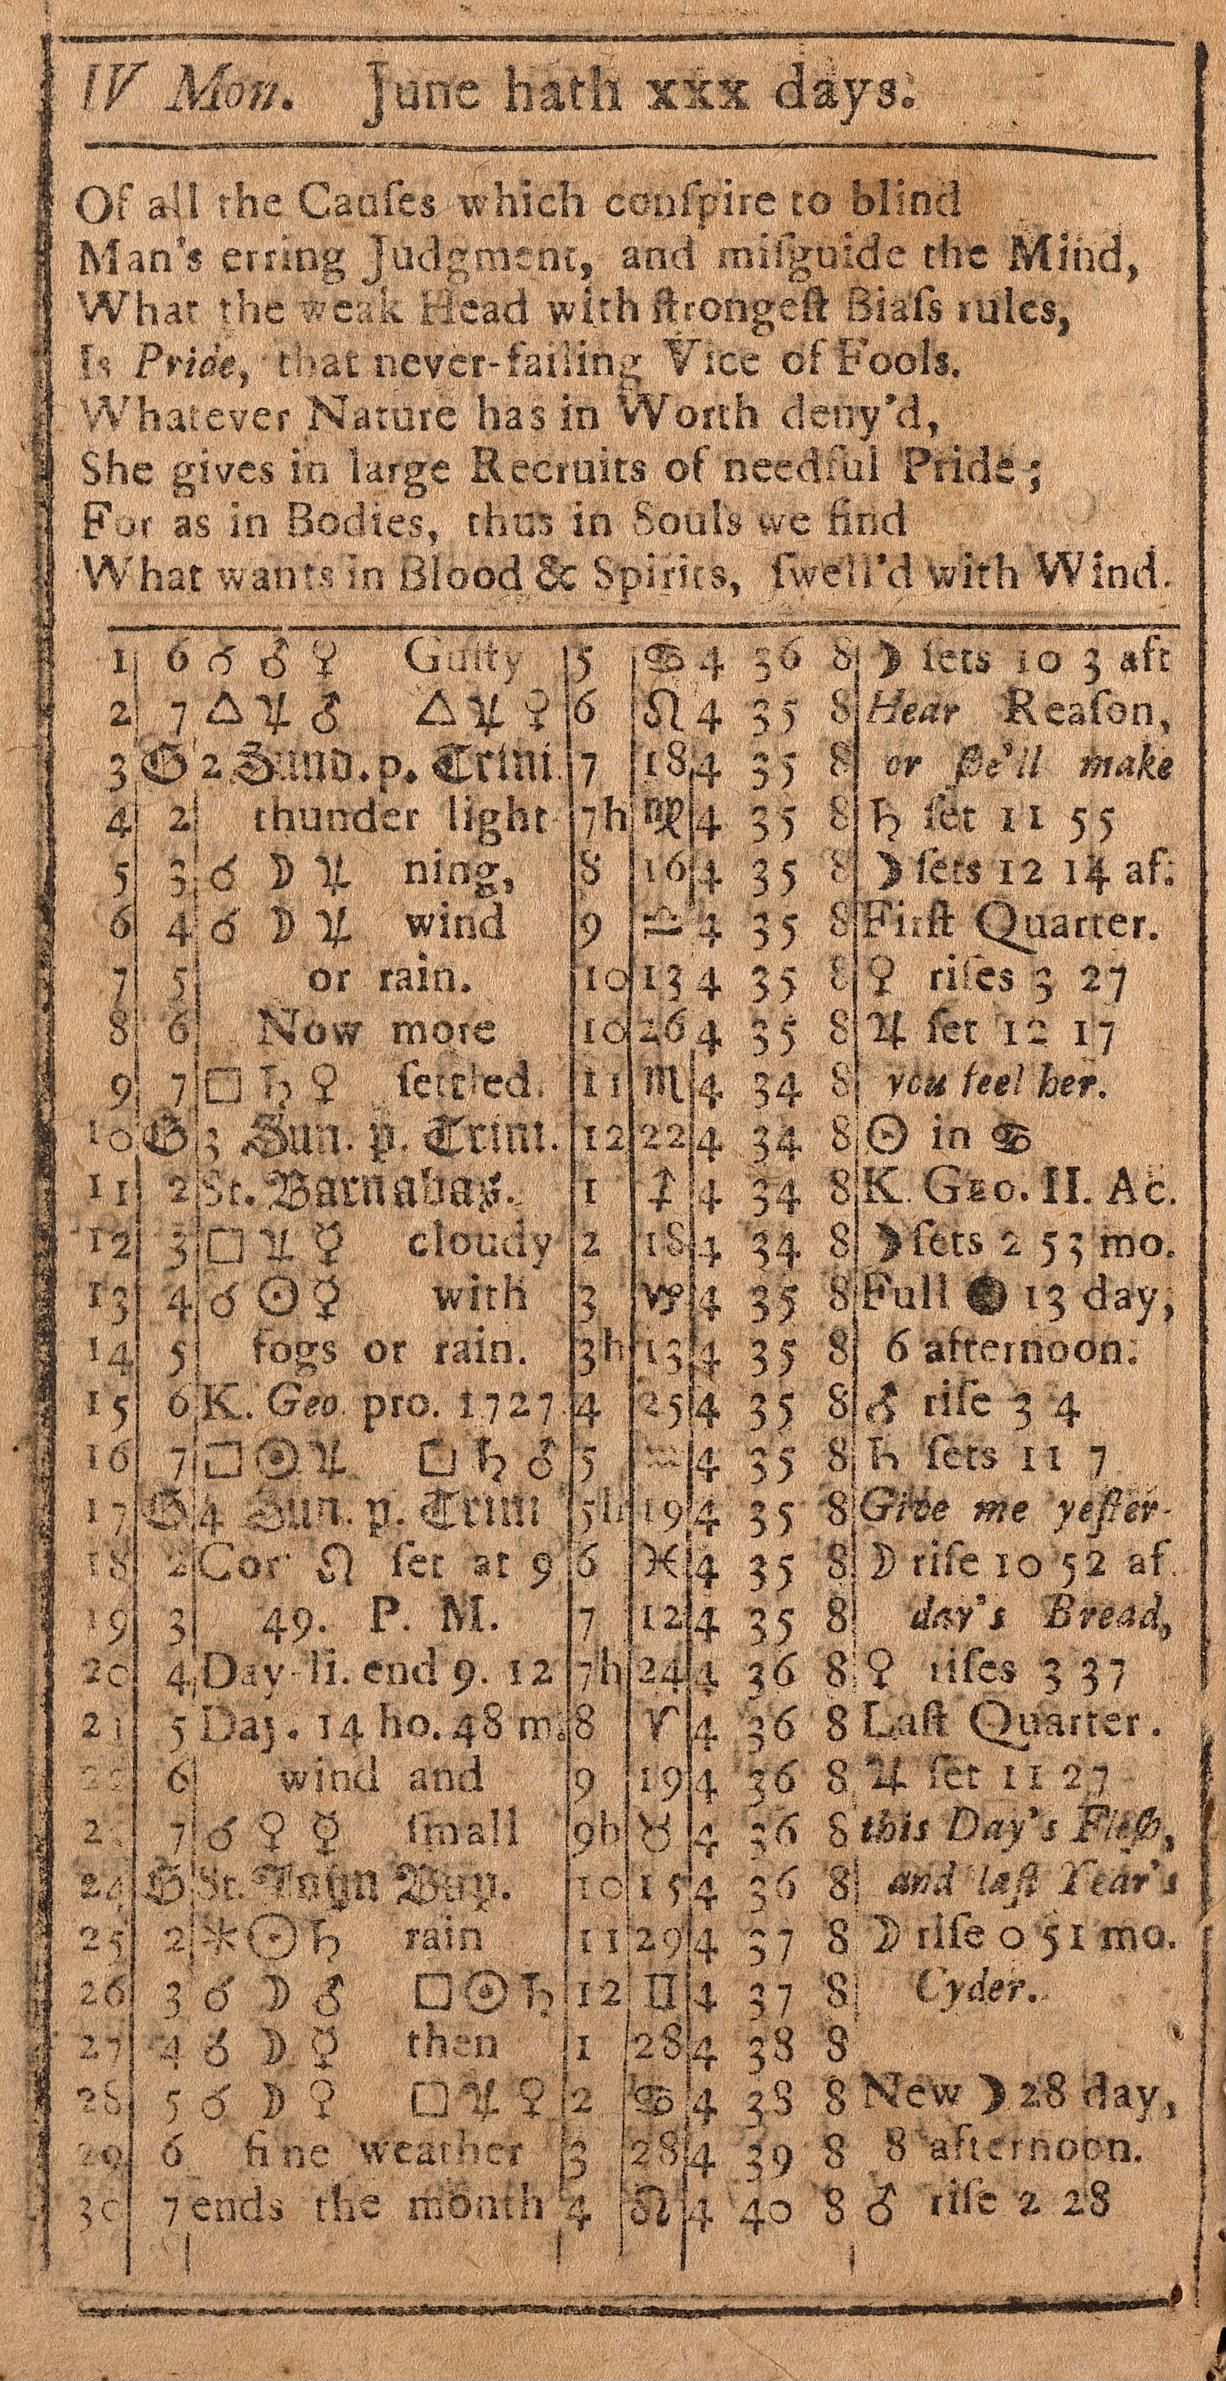 IV Mon. June hath xxx days.
Of all the Cauſes which conſpire to blind
Man's erring Judgment, and miſguide the Mind,
What the weak Head with ſtrongeſt Biaſs rules,
Is Pride, that never-failing Vice of Fools.
Whatever Nature has in Worth deny'd,
She gives in large Recruits of needful Pride;
For as in Bodies, thus in Souls we find
What wants in Blood & Spirits, ſwell'd with Wind.
1 6 ☌ ♂ ♀ Guſty 5 ♋ 4 36 8 ☽ ſets 10 3 aft
2 7 △ ♃ ♂ △ ♃ ♀ 6 ♌ 4 35 8 Hear Reaſon,
3 G 2 Sund. p. Trini 7 18 4 35 8 or ſhe'll make
4 2 thunder light 7h ♍ 4 35 8 ♄ ſet 11 55
5 3 ☌ ☽ ♃ ning, 8 16 4 35 8 ☽ ſets 12 14 af.
6 4 ☌ ☽ ♃ wind 9 ♎ 4 35 8 Firſt Quarter.
7 5 or rain. 10 13 4 35 8 ♀ riſes 3 27
8 6 Now more 10 26 4 35 8 ♃ ſet 12 17
9 7 □ ♄ ♀ ſettled. 11 ♏ 4 34 8 you feel her.
10 G 3 Sun. p. Trini. 12 22 4 34 8 ☉ in ♋
11 2 St. Barnabas. 1 ♐ 4 34 8 K. Geo. II. Ac.
12 3 □ ♃ ☿ cloudy 2 18 4 34 8 ☽ ſets 2 53 mo.
13 4 ☌ ☉ ☿ with 3 ♑ 4 35 8 Full ● 13 day,
14 5 fogs or rain. 3h 13 4 35 8 6 afternoon.
15 6 K. Geo. pro. 1727 4 25 4 35 8 ♂ riſe 3 4
16 7 □ ☉ ♃ □ ♄ ♂ 5 ♒ 4 35 8 ♄ ſets 11 7
17 G 4 Sun. p. Trini 5h 19 4 35 8 Give me yeſter-
18 2 Cor ♌ ſet at 9 6 ♓ 4 35 8 ☽ riſe 10 52 af.
19 3 49. P. M. 7 12 4 35 8 day's Bread,
20 4 Day-li. end 9. 12 7h 24 4 36 8 ♀ riſes 3 37
21 5 Day. 14 ho. 48 m. 8 ♈ 4 36 8 Laſt Quarter.
22 6 wind and 9 19 4 36 8 ♃ ſet 11 27
2 7 ☌ ♀ ☿ ſmall 9h ♉ 4 36 8 this Day's Fleſh,
24 G St. John Bap. 10 15 4 36 8 and laſt Year's
25 2 ⚹ ☉ ♄ rain 11 29 4 37 8 ☽ riſe 0 51 mo.
26 3 ☌ ☽ ♂ □ ☉ ♄ 12 ♊ 4 37 8 Cyder.
27 4 ☌ ☽ ☿ then 1 28 4 38 8
28 5 ☌ ☽ ♀ □ ♃ ♀ 2 ♋ 4 38 8 New ☽ 28 day,
29 6 fine weather 3 28 4 39 8 8 afternoon.
30 7 ends the month 4 ♌ 4 40 8 ♂ riſe 2 28